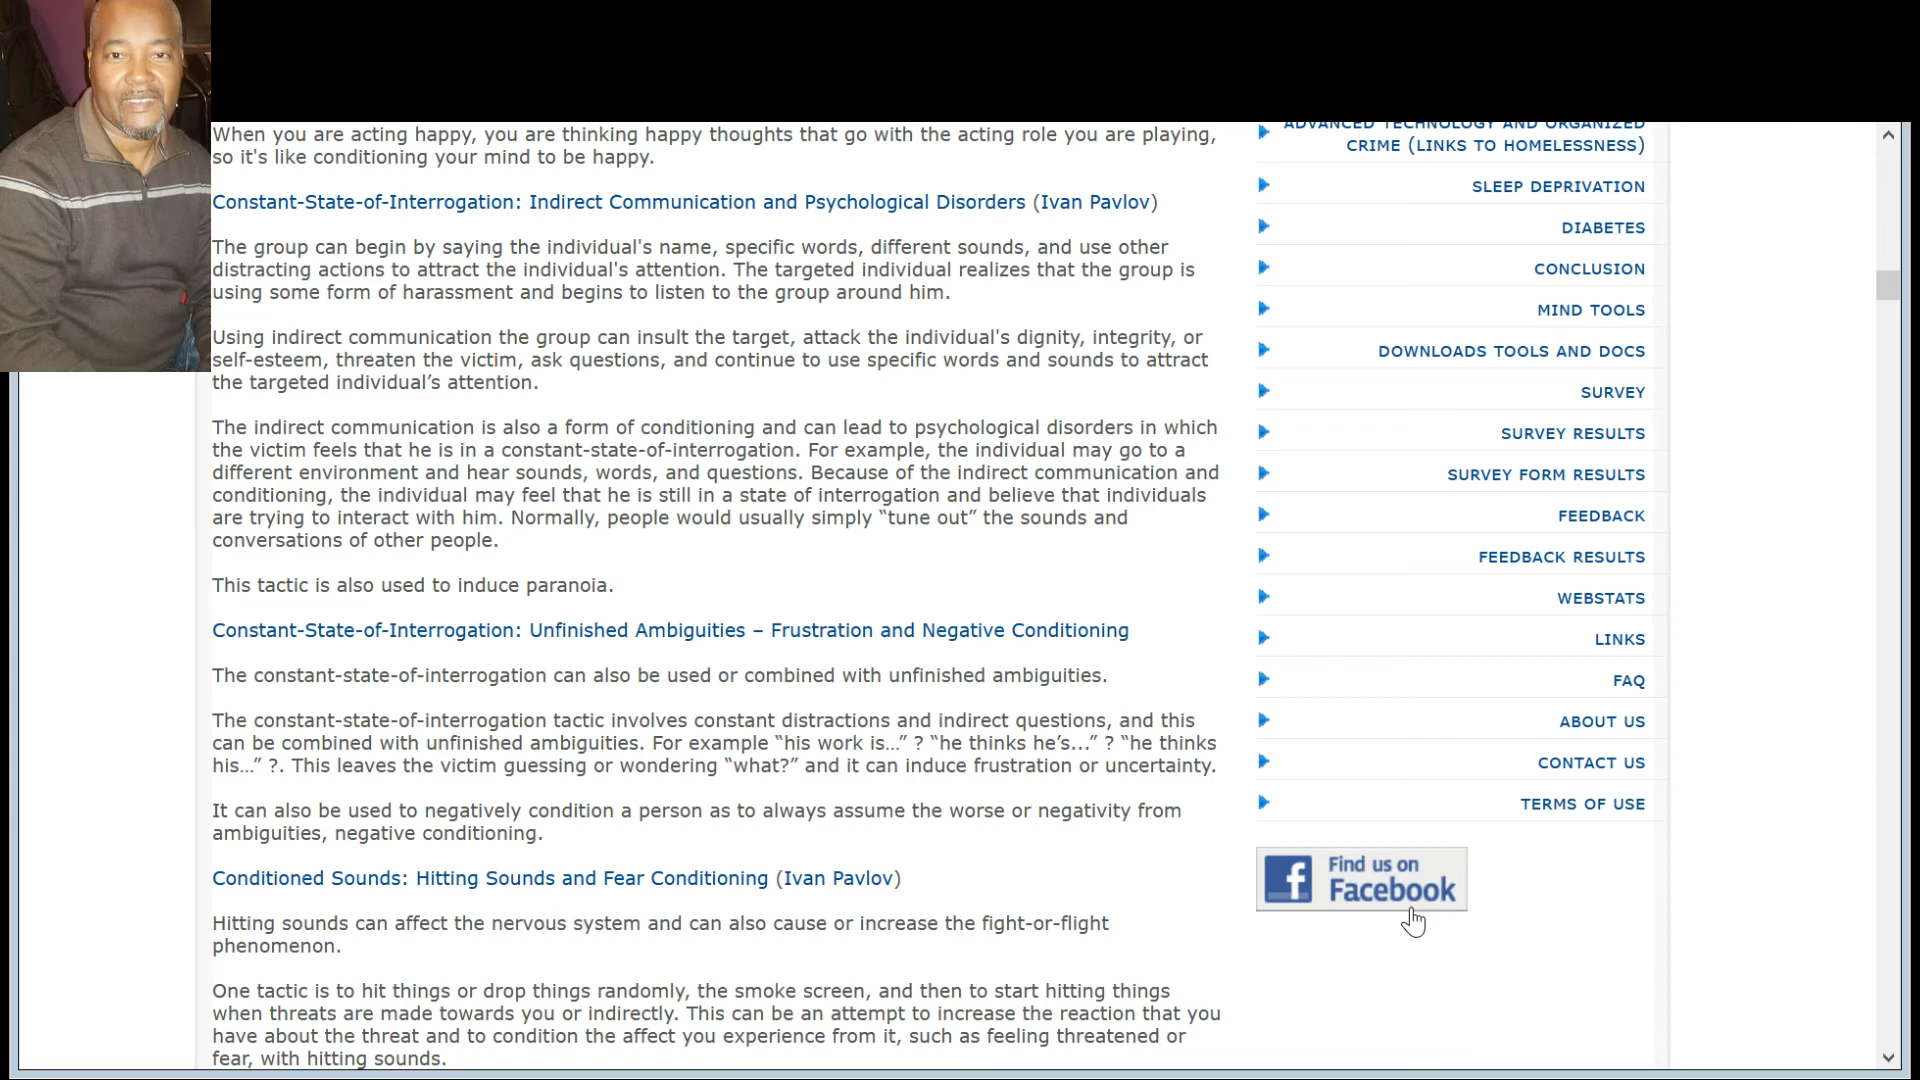 When you are acting happy, you are thinking happy thoughts that go with the acting role you are playing,
so it's like conditioning your mind to be happy.
Constant-State-of-Interrogation: Indirect Communication and Psychological Disorders (Ivan Pavlov)
The group can begin by saying the individual's name, specific words, different sounds, and use other
distracting actions to attract the individual's attention. The targeted individual realizes that the group is
using some form of harassment and begins to listen to the group around him.
Using indirect communication the group can insult the target, attack the individual's dignity, integrity, or
self-esteem, threaten the victim, ask questions, and continue to use specific words and sounds to attract
the targeted individual’s attention.
The indirect communication is also a form of conditioning and can lead to psychological disorders in which
the victim feels that he is in a constant-state-of-interrogation. For example, the individual may go to a
different environment and hear sounds, words, and questions. Because of the indirect communication and
conditioning, the individual may feel that he is still in a state of interrogation and believe that individuals
are trying to interact with him. Normally, people would usually simply “tune out” the sounds and
conversations of other people.
This tactic is also used to induce paranoia.
Constant-State-of-Interrogation: Unfinished Ambiguities – Frustration and Negative Conditioning
The constant-state-of-interrogation can also be used or combined with unfinished ambiguities.
The constant-state-of-interrogation tactic involves constant distractions and indirect questions, and this
can be combined with unfinished ambiguities. For example “his work is…” ? “he thinks he’s...” ? “he thinks
his…” ?. This leaves the victim guessing or wondering “what?” and it can induce frustration or uncertainty.
It can also be used to negatively condition a person as to always assume the worse or negativity from
ambiguities, negative conditioning.
Conditioned Sounds: Hitting Sounds and Fear Conditioning (Ivan Pavlov)
Hitting sounds can affect the nervous system and can also cause or increase the fight-or-flight
phenomenon.
One tactic is to hit things or drop things randomly, the smoke screen, and then to start hitting things
when threats are made towards you or indirectly. This can be an attempt to increase the reaction that you
have about the threat and to condition the affect you experience from it, such as feeling threatened or
fear, with hitting sounds.
ADVANCED TECHNOLOGY AND ORGANIZED
CRIME (LINKS TO HOMELESSNESS)
SLEEP DEPRIVATION
DIABETES
CONCLUSION
MIND TOOLS
DOWNLOADS TOOLS AND DOCS
SURVEY
SURVEY RESULTS
SURVEY FORM RESULTS
FEEDBACK
FEEDBACK RESULTS
WEBSTATS
LINKS
FAQ
ABOUT US
CONTACT US
TERMS OF USE
f
Find us on
Facebook